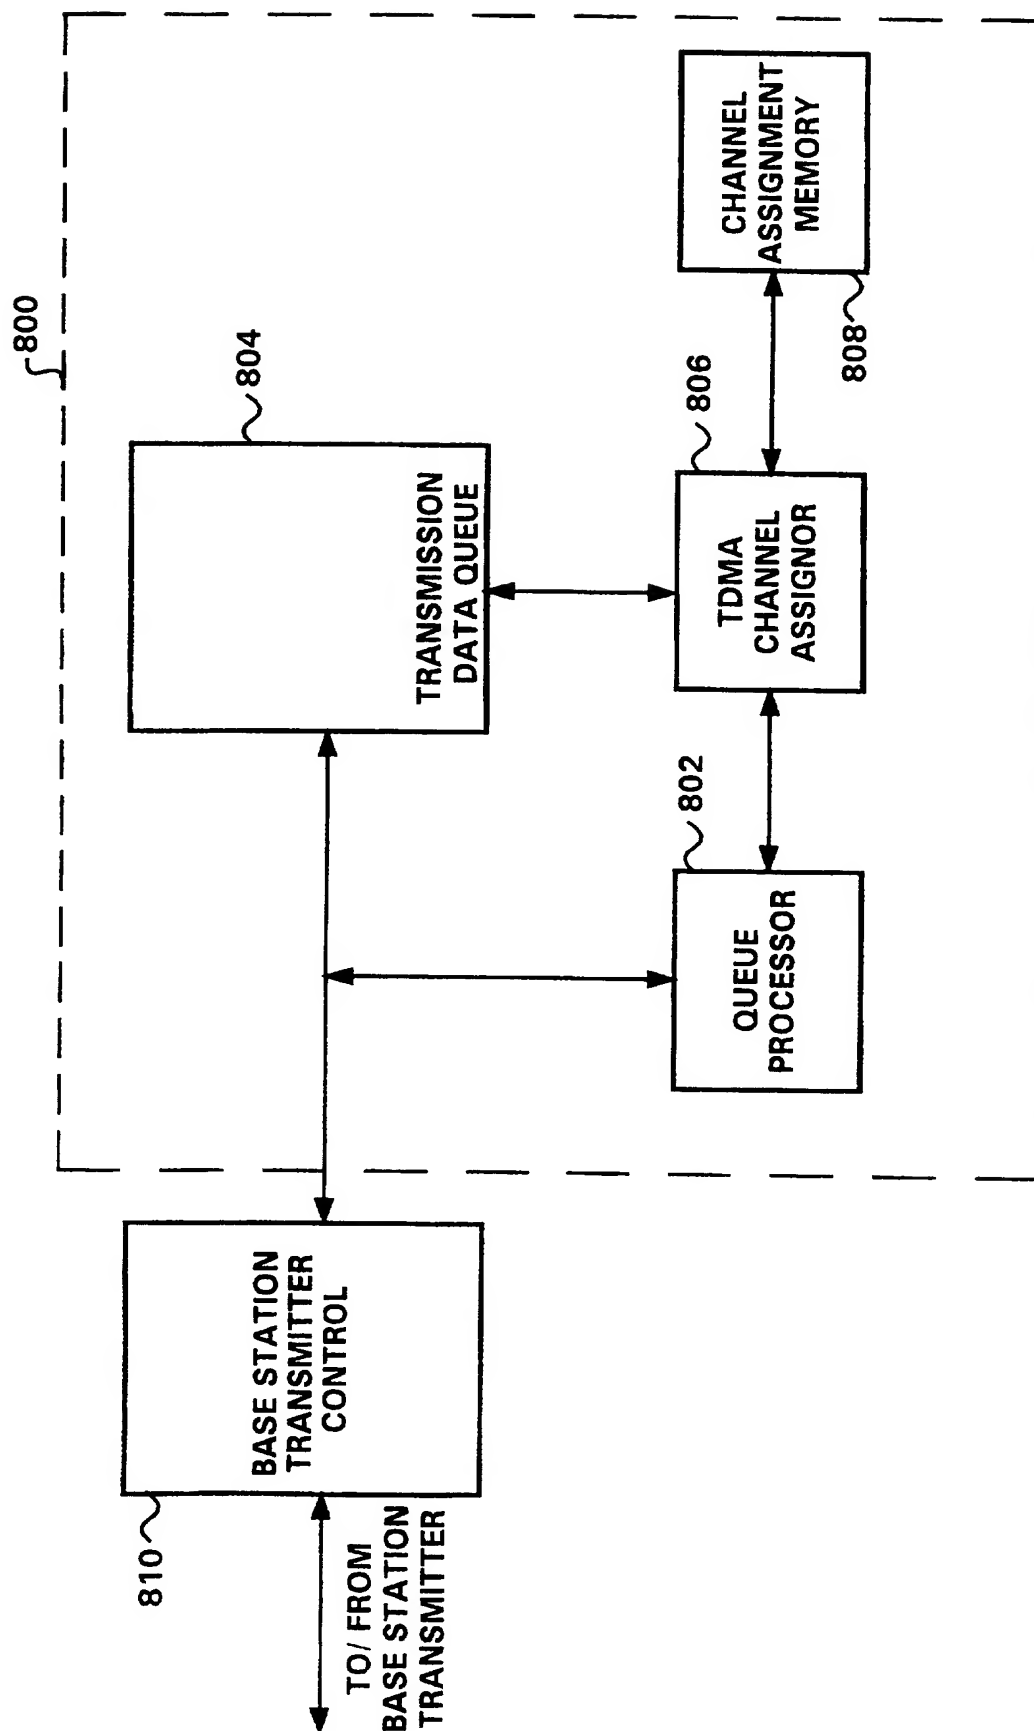 800
804
TRANSMISSION
DATA QUEUE
806
TDMA
CHANNEL
ASSIGNOR
CHANNEL
ASSIGNMENT
MEMORY
808
802
QUEUE
PROCESSOR
BASE STATION
TRANSMITTER
CONTROL
810
TO/ FROM
BASE STATION
TRANSMITTER